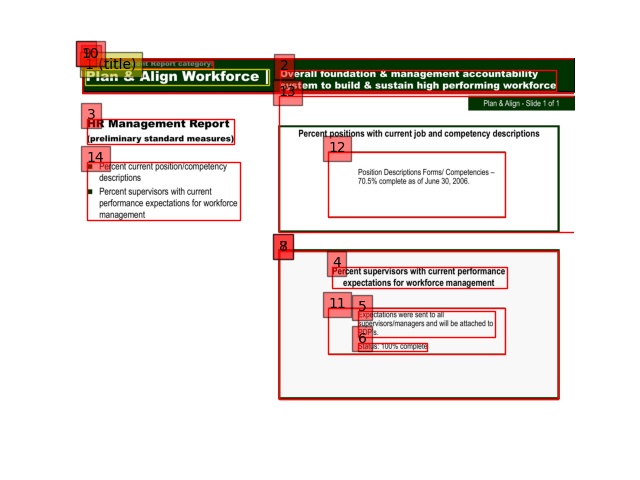 ent Report category:
Plan & Align Workforce
Overall foundation & management accountability
system to build & sustain high performing workforce
Plan & Align - Slide 1 of 1
HR Management Report
(preliminary standard measures)
Percent current position/competency
descriptions
Percent supervisors with current
performance expectations for workforce
management
Percent positions with current job and competency descriptions
Position Descriptions Forms/ Competencies –
70.5% complete as of June 30, 2006.
Percent supervisors with current performance
expectations for workforce management
Expectations were sent to all
supervisors/managers and will be attached to
Status: 100% complete
1 (title)
2
3
4
5
6
8
10
11
12
13
14